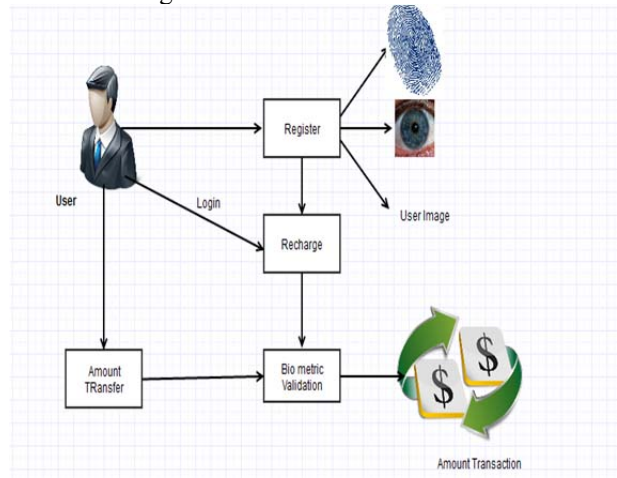 Register
User
Login
User Image
Recharge
Amount
TRansfer
Bio metric
Validation
$
$
Amount Transaction